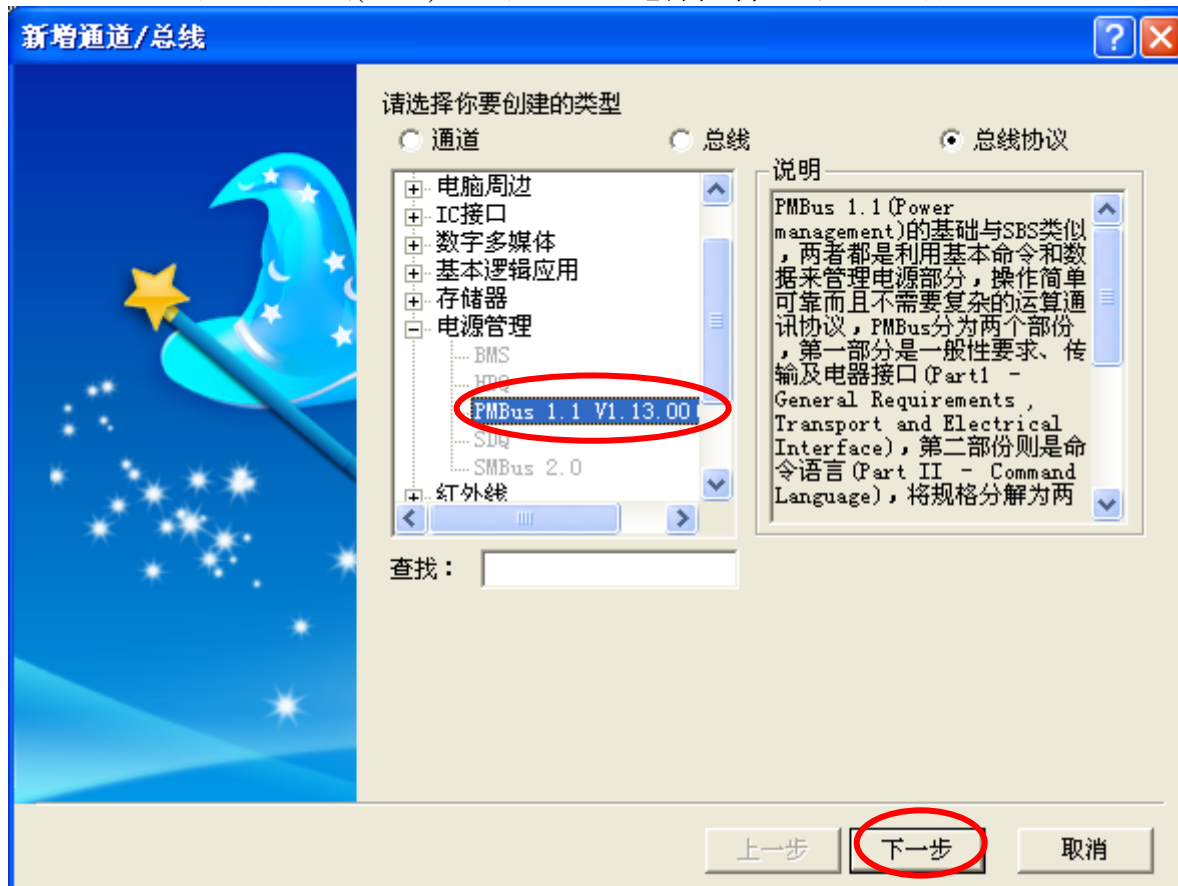 新增通道/总线
请选择你要创建的类型
通道 总线 总线协议
电脑周边
IC接口
数字多媒体
基本逻辑应用
存储器
电源管理
BMS
HDQ
PMBus 1.1 V1.13.00
SDQ
SMBus 2.0
红外线
查找：
说明
PMBus 1.1(Power
management)的基础与SBS类似
，两者都是利用基本命令和数
据来管理电源部分，操作简单
可靠而且不需要复杂的运算通
讯协议，PMBus分为两个部份
，第一部分是一般性要求、传
输及电器接口(Part1 -
General Requirements ,
Transport and Electrical
Interface)，第二部份则是命
令语言(Part II - Command
Language)，将规格分解为两
上一步 下一步 取消